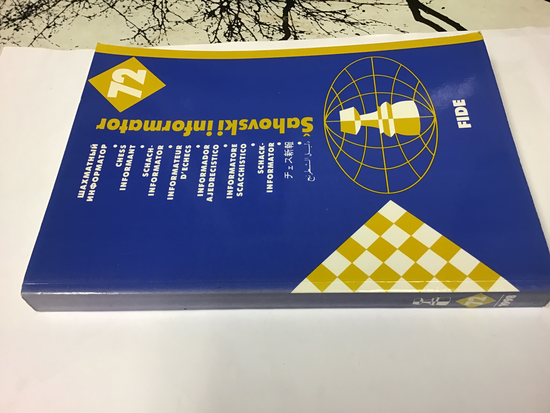 FIDE
Šahovski informator
72
ШАХМАТНЫЙ
ИНФОРМАТОР
•
CHESS
INFORMANT
•
SCHACH-
INFORMATOR
•
INFORMATEUR
D'ECHECS
•
INFORMADOR
AJEDRECISTICO
•
INFORMATORE
SCACCHISTICO
•
SCHACK-
INFORMATOR
•
チェス新報
•
72